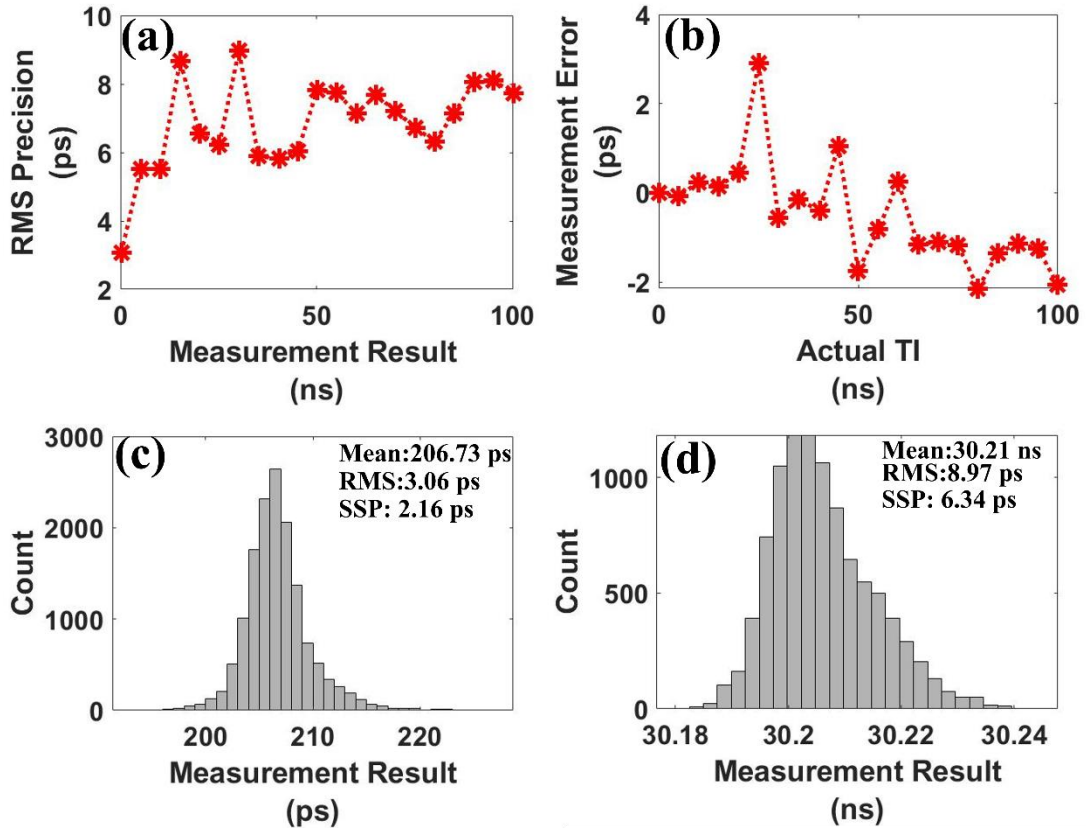 (a)
RMS Precision
(ps)
10
8
6
4
2
0
50
100
Measurement Result
(ns)
(b)
Measurement Error
(ps)
4
2
0
-2
0
50
100
Actual TI
(ns)
(c)
Mean:206.73 ps
RMS:3.06 ps
SSP: 2.16 ps
Count
3000
2000
1000
0
200
210
220
Measurement Result
(ps)
(d)
Mean:30.21 ns
RMS:8.97 ps
SSP: 6.34 ps
Count
1000
500
0
30.18
30.2
30.22
30.24
Measurement Result
(ns)